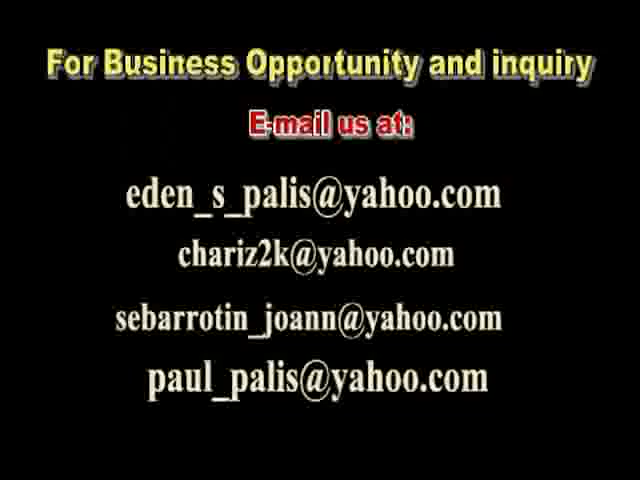 For Business Opportunity and inquiry
E-mail us at:
eden_s_palis@yahoo.com
chariz2k@yahoo.com
sebarrotin_joann@yahoo.com
paul_palis@yahoo.com